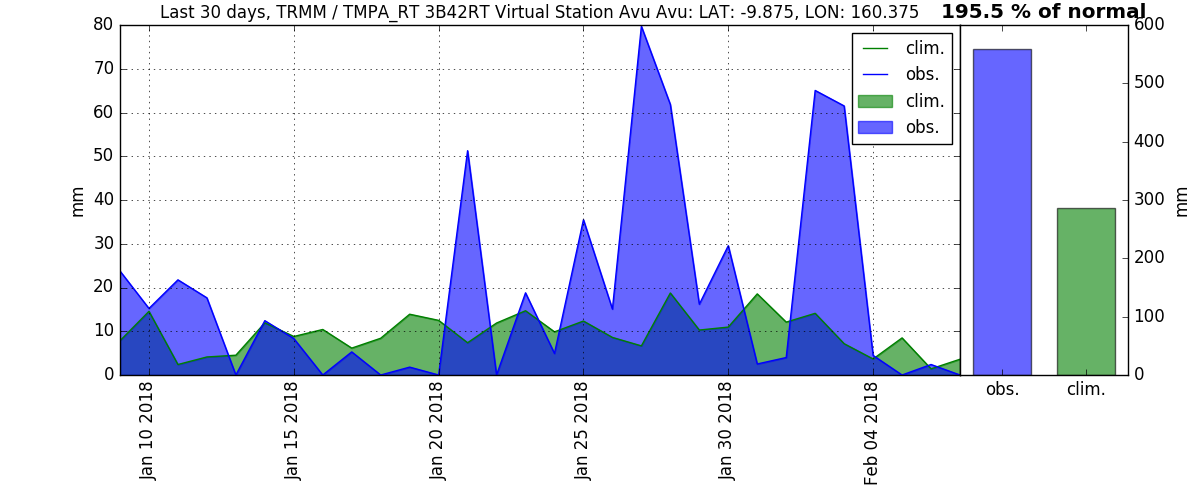 Last 30 days, TRMM / TMPA_RT 3B42RT Virtual Station Avu Avu: LAT: -9.875, LON: 160.375
195.5 % of normal
mm
80
70
60
50
40
30
20
10
0
clim.
obs.
clim.
obs.
Jan 10 2018
Jan 15 2018
Jan 20 2018
Jan 25 2018
Jan 30 2018
Feb 04 2018
obs.
clim.
600
500
400
300
200
100
0
mm